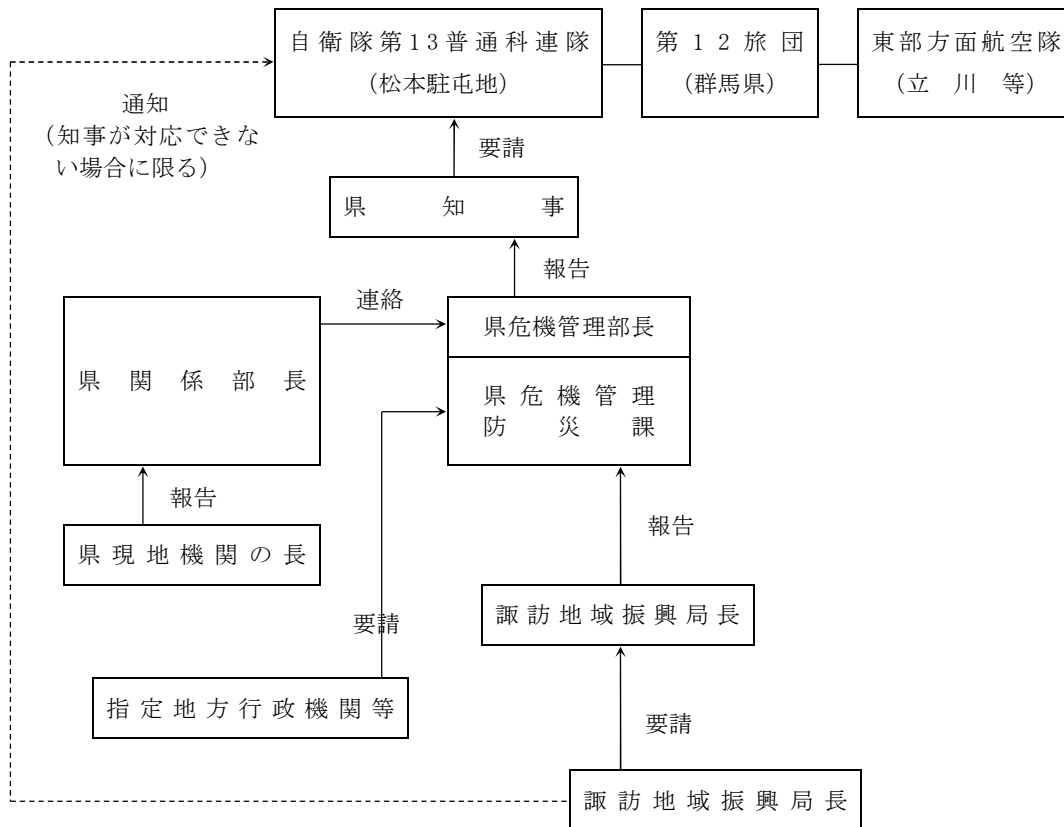 自衛隊第13普通科連隊
(松本駐屯地)
第12旅団
(群馬県)
東部方面航空隊
(立川等)
通知
(知事が対応できな
い場合に限る)
要請
県知事
報告
連絡
県危機管理部長
県関係部長
県危機管理
防災課
報告
県現地機関の長
報告
諏訪地域振興局長
要請
指定地方行政機関等
要請
諏訪地域振興局長